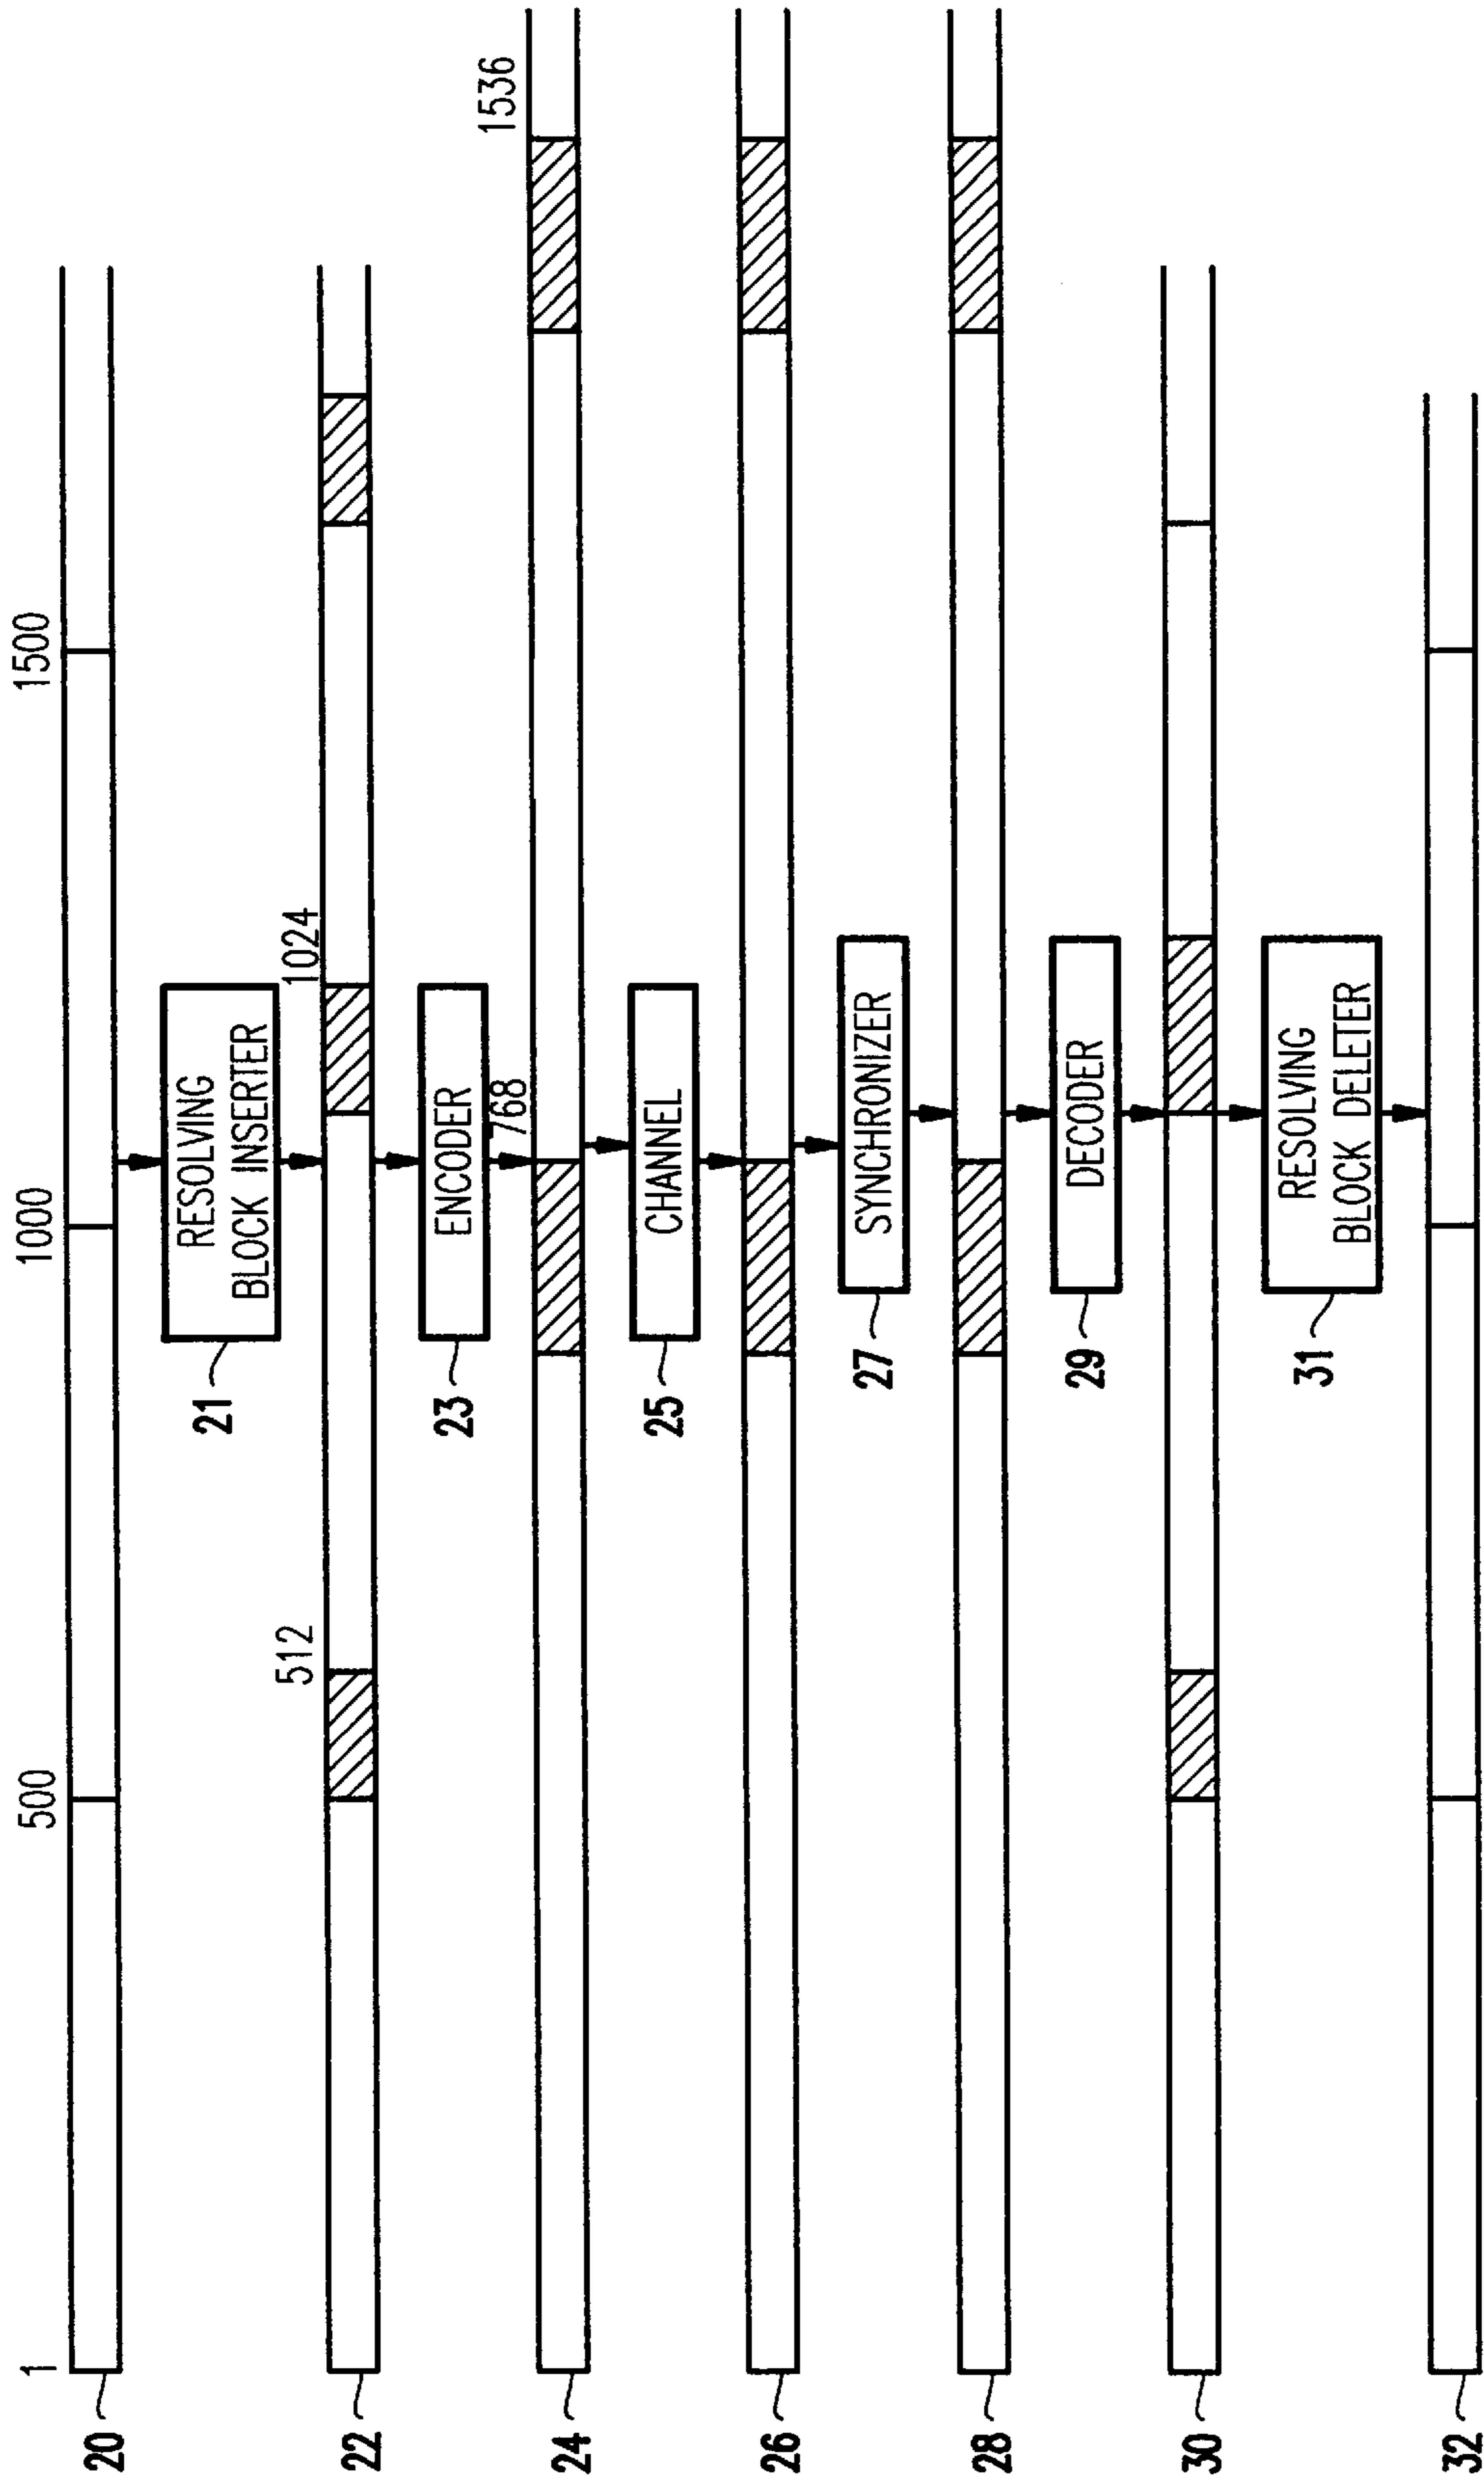 1
500
1000
1500
20
RESOLVING
BLOCK INSERTER
21
512
1024
22
ENCODER
23
768
1536
24
CHANNEL
25
26
SYNCHRONIZER
27
28
DECODER
29
30
RESOLVING
BLOCK DELETER
31
32